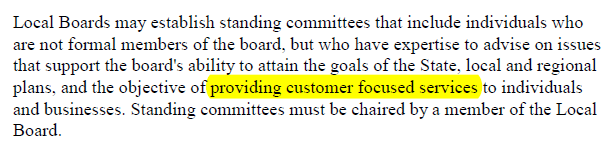 Local Boards may establish standing committees that include individuals who
are not formal members of the board, but who have expertise to advise on issues
that support the board's ability to attain the goals of the State, local and regional
plans, and the objective of providing customer focused services to individuals
and businesses. Standing committees must be chaired by a member of the Local
Board.